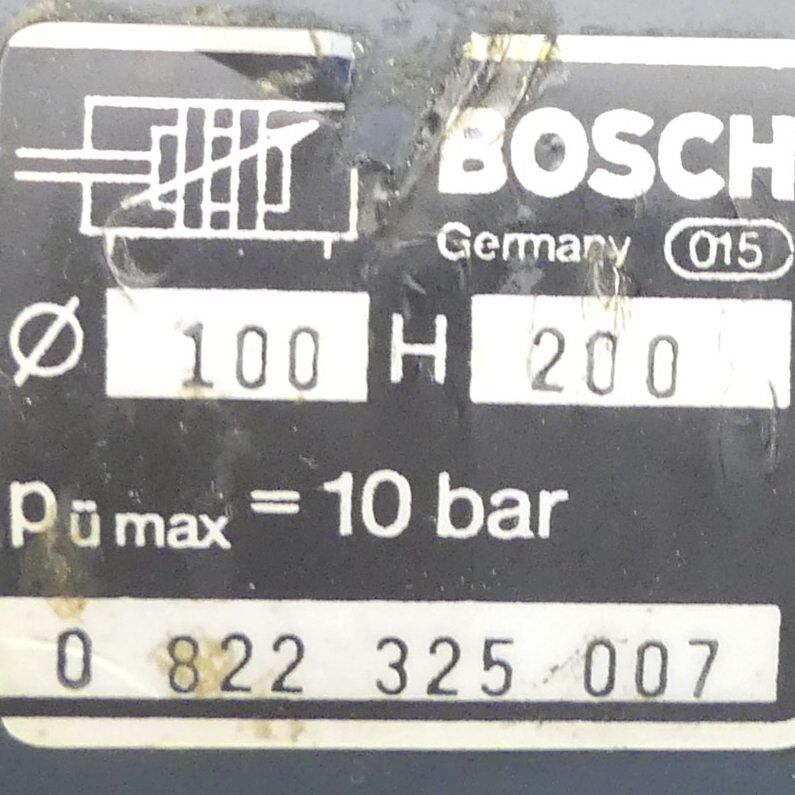 BOSCH
Germany 015
Ø 100 H 200
pü max = 10 bar
0 822 325 007